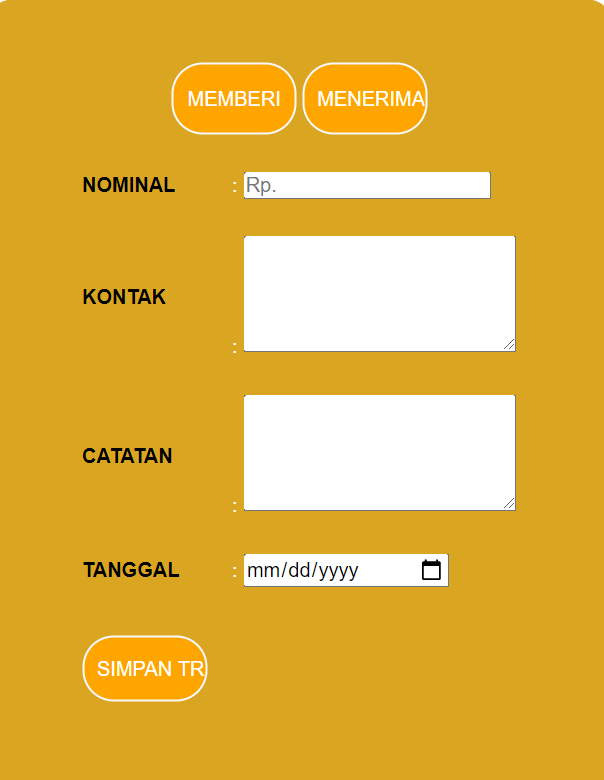 MEMBERI MENERIMA
NOMINAL : Rp.
KONTAK :
CATATAN :
TANGGAL : mm/dd/yyyy
SIMPAN TR